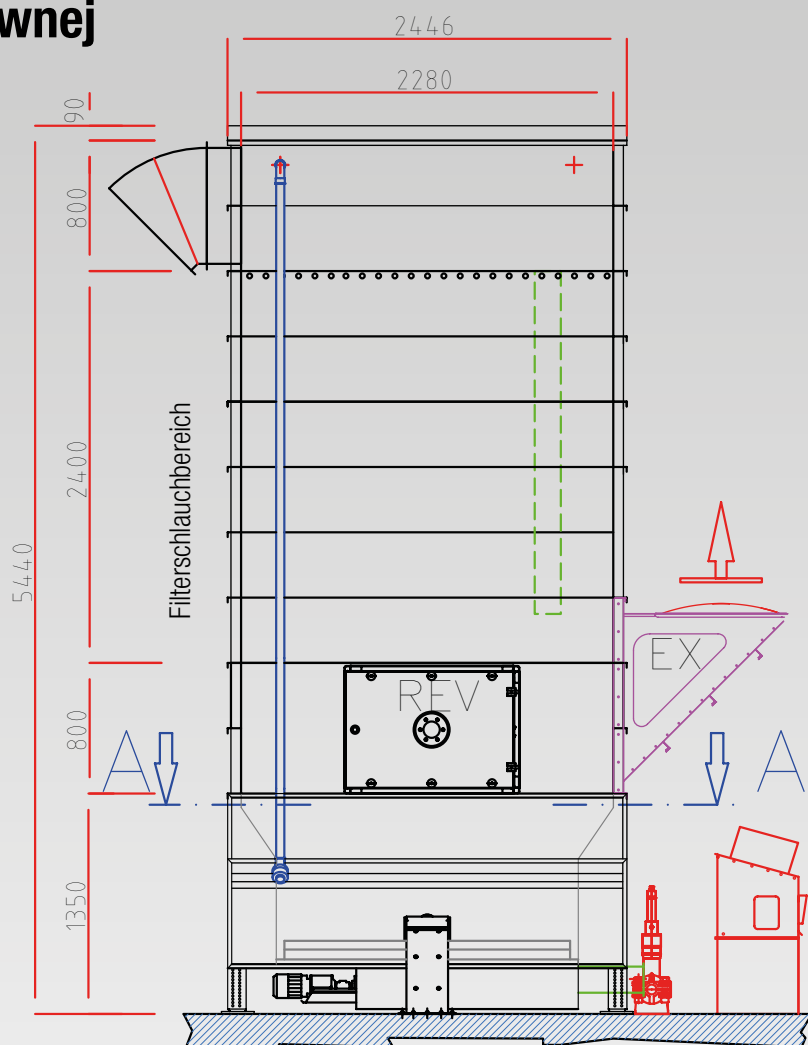 wnej
2446
2280
90
800
2400
5440
Filterschlauchbereich
EX
REV
800
A
A
1350